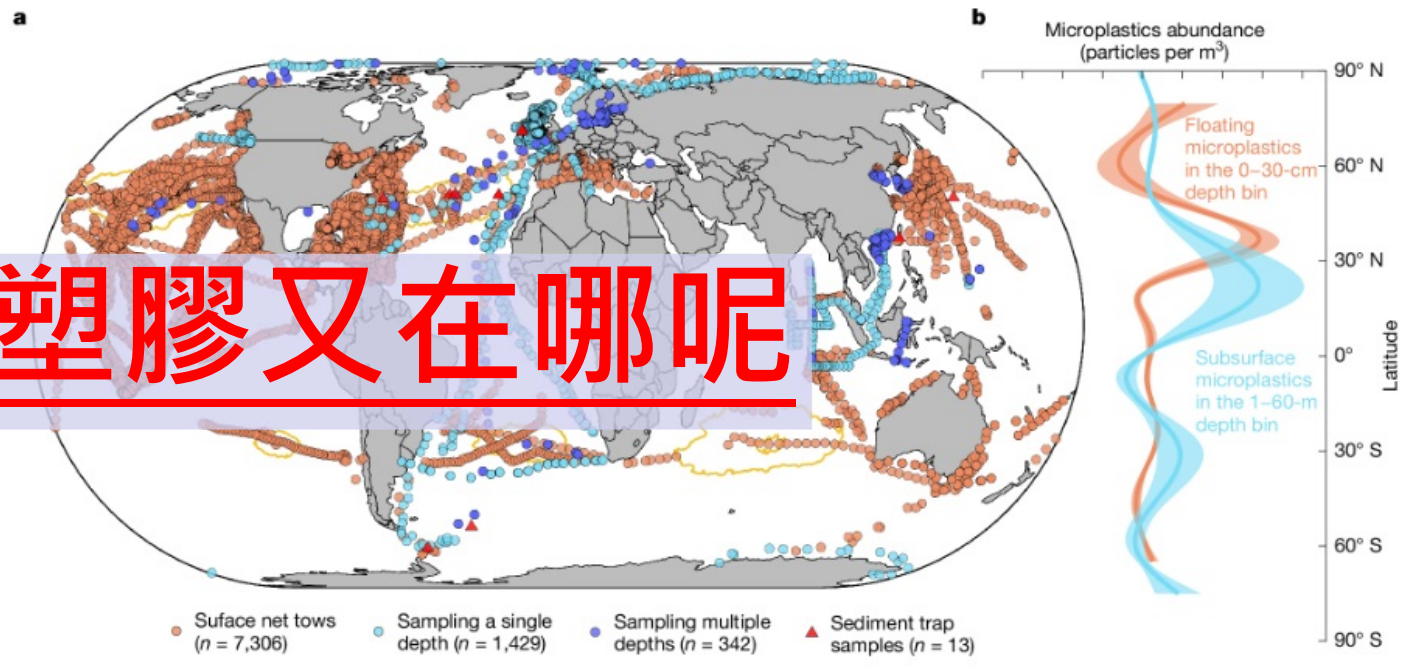 a
b
Microplastics abundance
(particles per m³)
90° N
Floating
microplastics
in the 0–30-cm
depth bin
60° N
30° N
塑膠又在哪呢
0°
Latitude
Subsurface
microplastics
in the 1–60-m
depth bin
30° S
60° S
90° S
Suface net tows
(n = 7,306)
Sampling a single
depth (n = 1,429)
Sampling multiple
depths (n = 342)
Sediment trap
samples (n = 13)